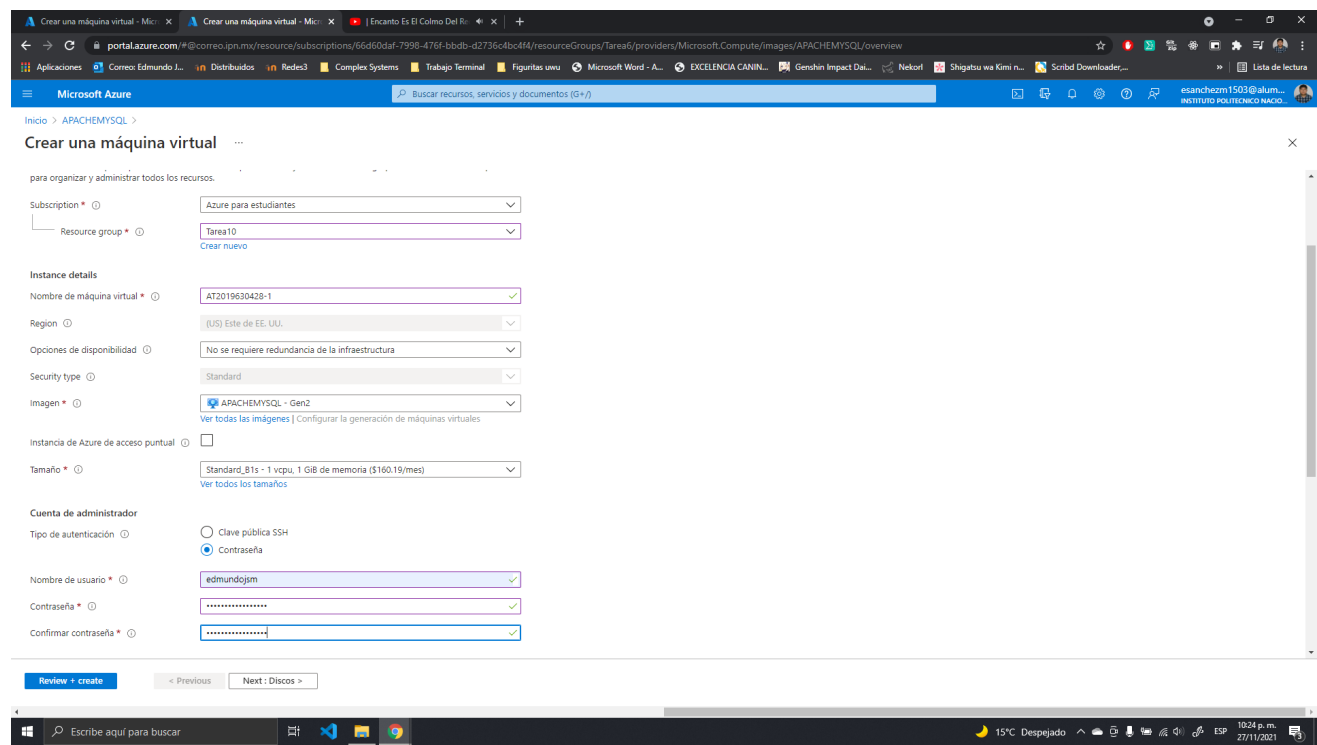 Crear una máquina virtual - Micr
Crear una máquina virtual - Micr
| Encanto Es El Colmo Del Re
portal.azure.com/#@correo.ipn.mx/resource/subscriptions/66d60daf-7998-476f-bbdb-d2736c4bc4f4/resourceGroups/Tarea6/providers/Microsoft.Compute/images/APACHEMYSQL/overview
Aplicaciones Correo: Edmundo J... Distribuidos Redes3 Complex Systems Trabajo Terminal Figuritas uwu Microsoft Word - A... EXCELENCIA CANIN... Genshin Impact Dai... Nekorl Shigatsu wa Kimi n... Scribd Downloader,... » Lista de lectura
Microsoft Azure
Buscar recursos, servicios y documentos (G+/)
esanchezm1503@alum...
INSTITUTO POLITECNICO NACIO...
Inicio > APACHEMYSQL >
Crear una máquina virtual ...
para organizar y administrar todos los recursos.
Subscription * Azure para estudiantes
Resource group * Tarea10
Crear nuevo
Instance details
Nombre de máquina virtual * AT2019630428-1
Region (US) Este de EE. UU.
Opciones de disponibilidad No se requiere redundancia de la infraestructura
Security type Standard
Imagen * APACHEMYSQL - Gen2
Ver todas las imágenes | Configurar la generación de máquinas virtuales
Instancia de Azure de acceso puntual
Tamaño * Standard_B1s - 1 vcpu, 1 GiB de memoria ($160.19/mes)
Ver todos los tamaños
Cuenta de administrador
Tipo de autenticación Clave pública SSH
Contraseña
Nombre de usuario * edmundojsm
Contraseña * •••••••••••••••••
Confirmar contraseña * •••••••••••••••••
Review + create < Previous Next : Discos >
Escribe aquí para buscar
15°C Despejado ESP 10:24 p. m.
27/11/2021